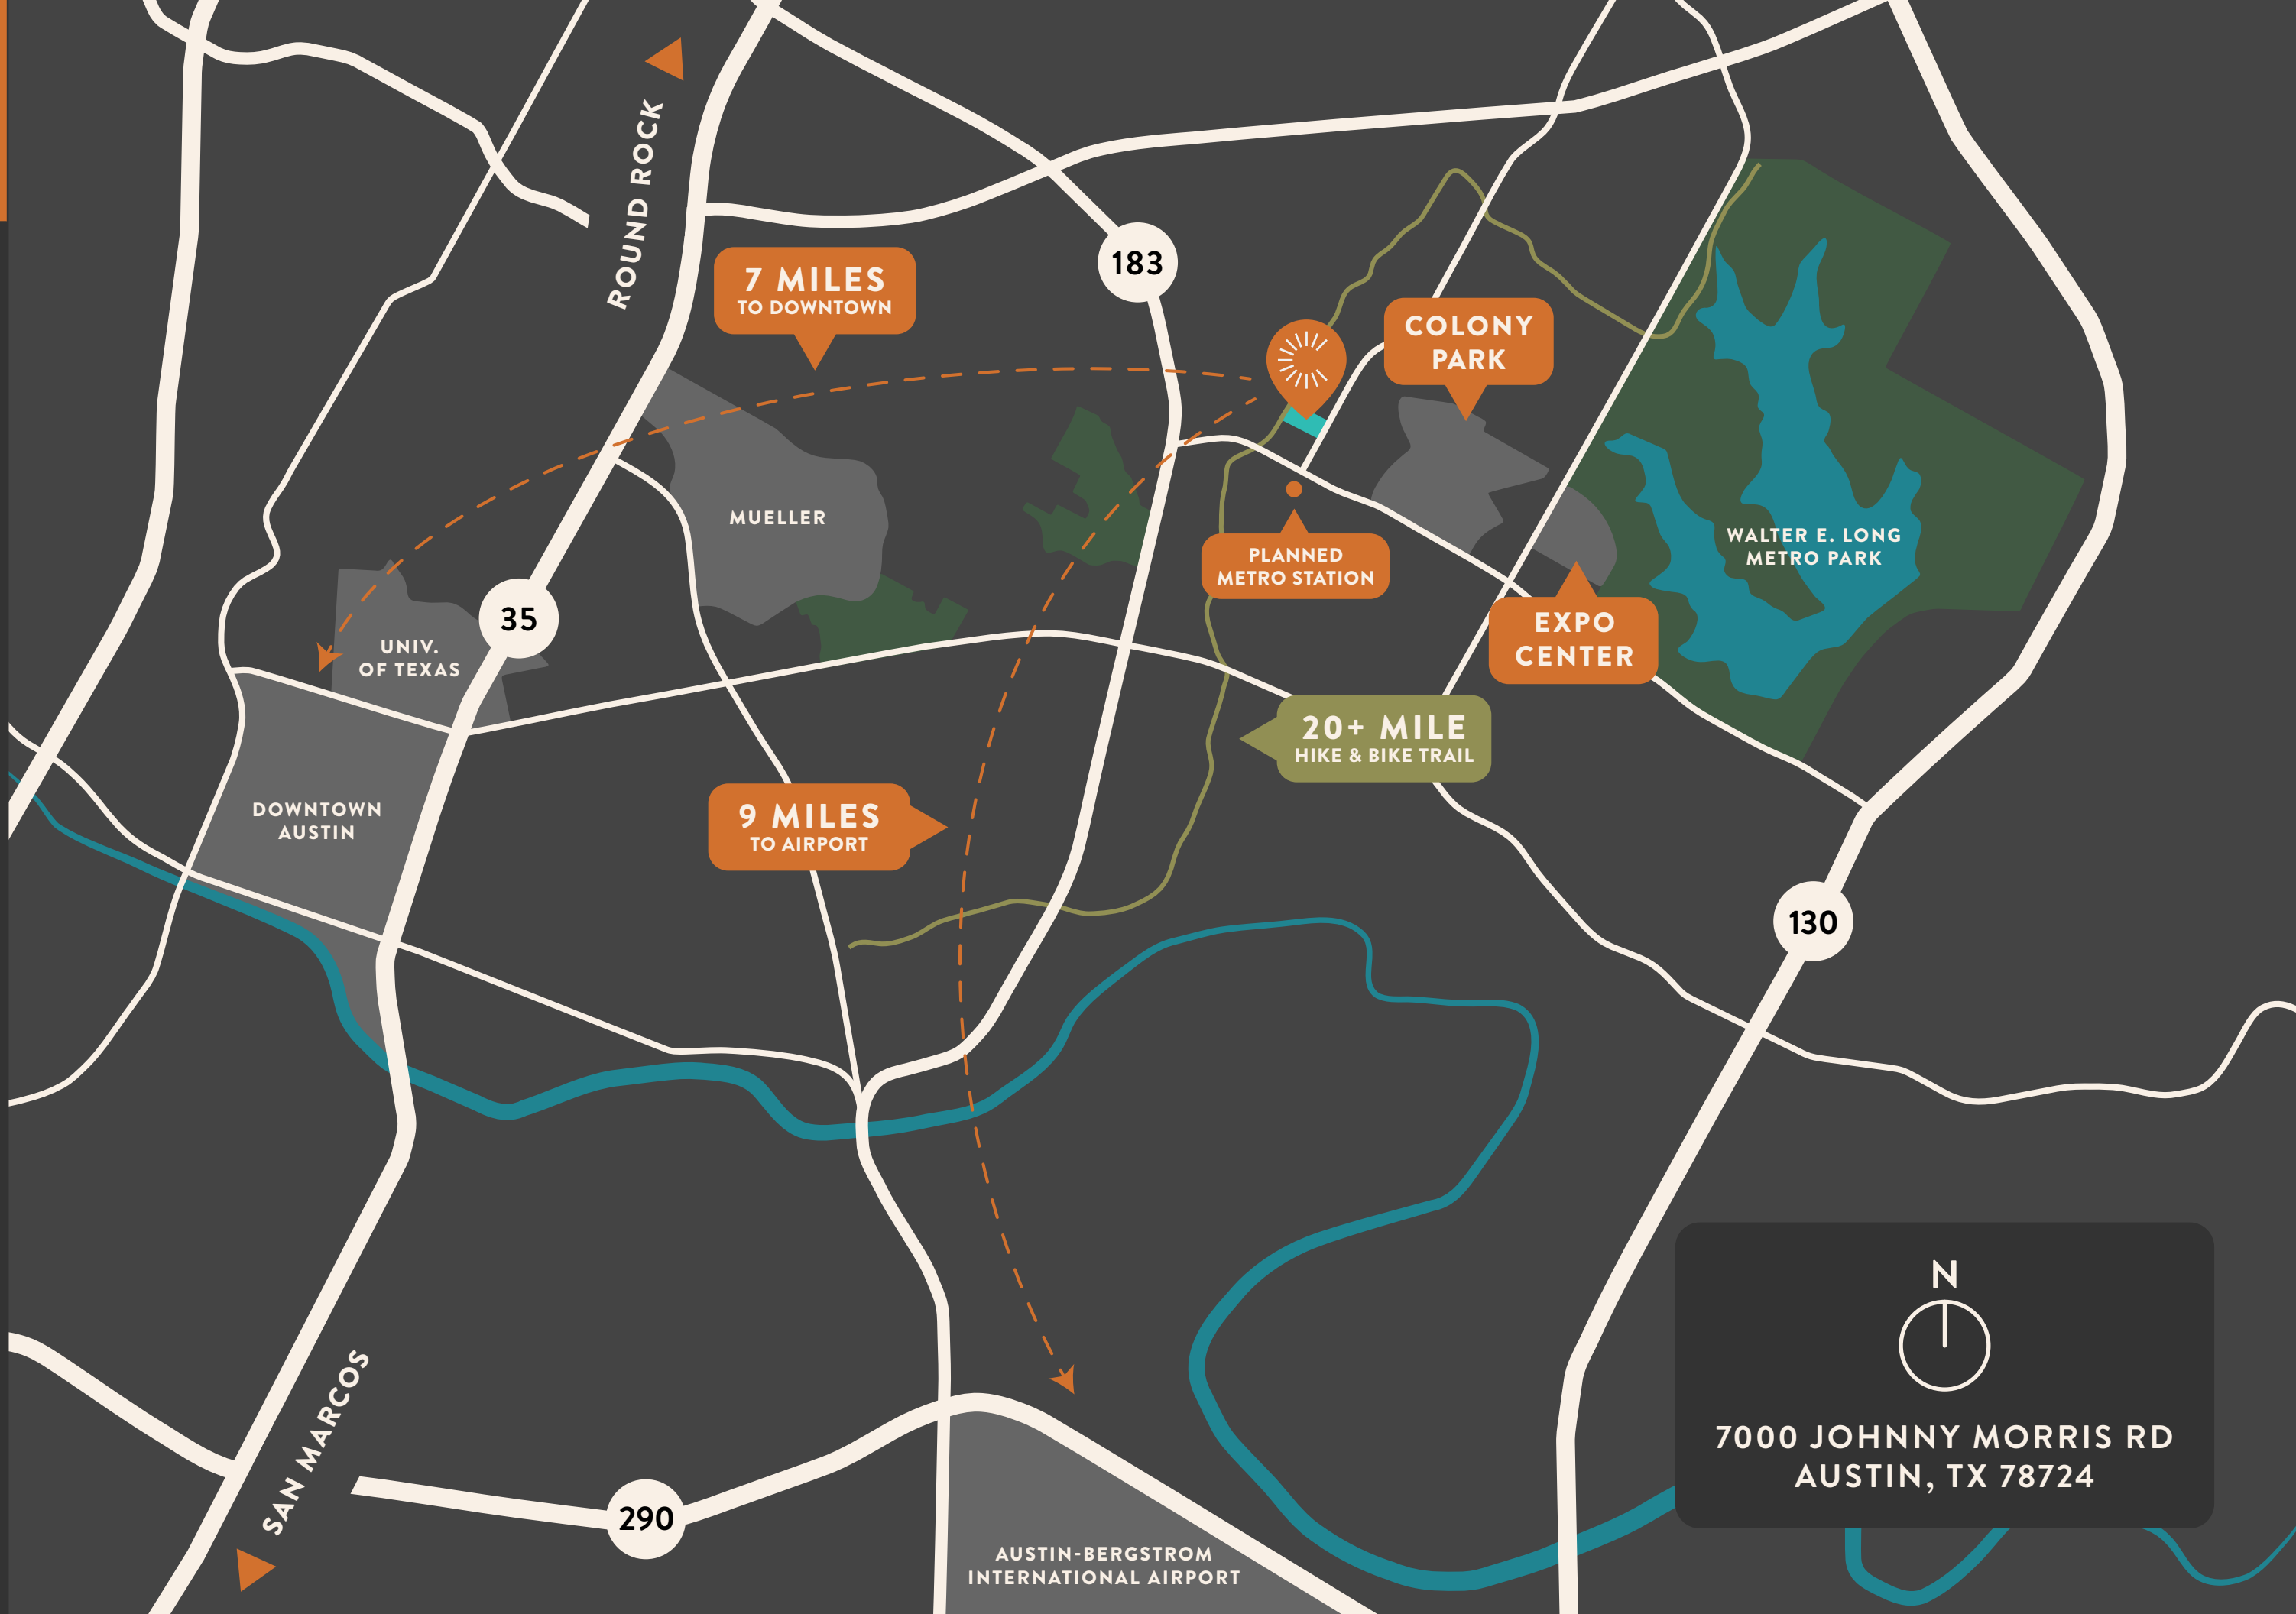 ROUND ROCK
183
7 MILES
TO DOWNTOWN
COLONY
PARK
MUELLER
WALTER E. LONG
METRO PARK
PLANNED
METRO STATION
35
EXPO
CENTER
UNIV.
OF TEXAS
20+ MILE
HIKE & BIKE TRAIL
DOWNTOWN
AUSTIN
9 MILES
TO AIRPORT
130
N
7000 JOHNNY MORRIS RD
AUSTIN, TX 78724
SAN MARCOS
290
AUSTIN-BERGSTROM
INTERNATIONAL AIRPORT